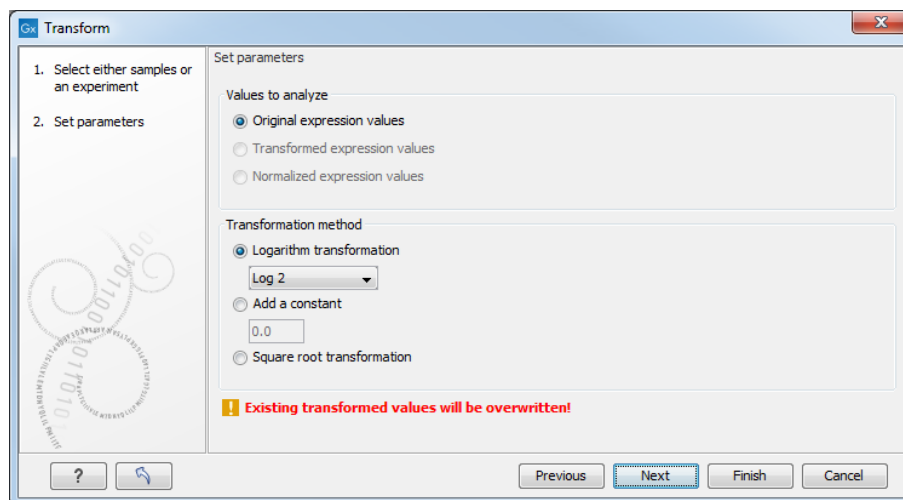 Gx Transform
1. Select either samples or
an experiment
2. Set parameters
Set parameters
Values to analyze
Original expression values
Transformed expression values
Normalized expression values
Transformation method
Logarithm transformation
Log 2
Add a constant
0.0
Square root transformation
! Existing transformed values will be overwritten!
?
Previous
Next
Finish
Cancel